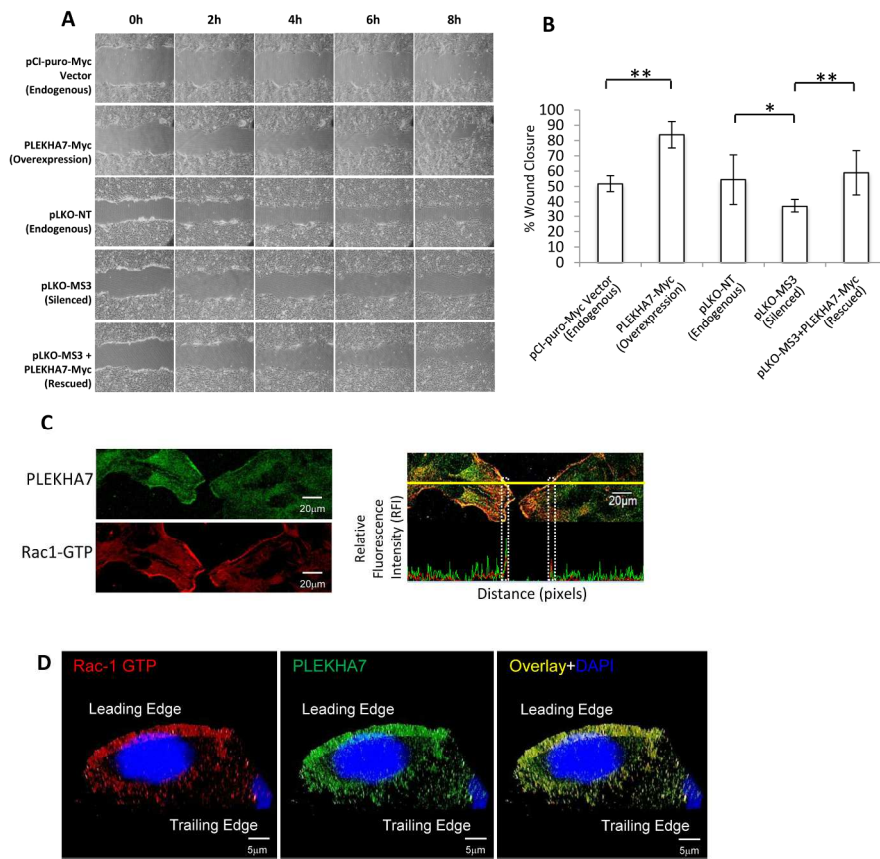 A
0h 2h 4h 6h 8h
pCI-puro-Myc
Vector
(Endogenous)
PLEKHA7-Myc
(Overexpression)
pLKO-NT
(Endogenous)
pLKO-MS3
(Silenced)
pLKO-MS3 +
PLEKHA7-Myc
(Rescued)
B
** * **
% Wound Closure
100
90
80
70
60
50
40
30
20
10
0
pCI-puro-Myc Vector
(Endogenous)
PLEKHA7-Myc
(Overexpression)
pLKO-NT
(Endogenous)
pLKO-MS3
(Silenced)
pLKO-MS3+PLEKHA7-Myc
(Rescued)
C
PLEKHA7
20μm
Rac1-GTP
20μm
Relative
Fluorescence
Intensity (RFI)
20μm
Distance (pixels)
D
Rac-1 GTP
Leading Edge
Trailing Edge
5μm
PLEKHA7
Leading Edge
Trailing Edge
5μm
Overlay+DAPI
Leading Edge
Trailing Edge
5μm